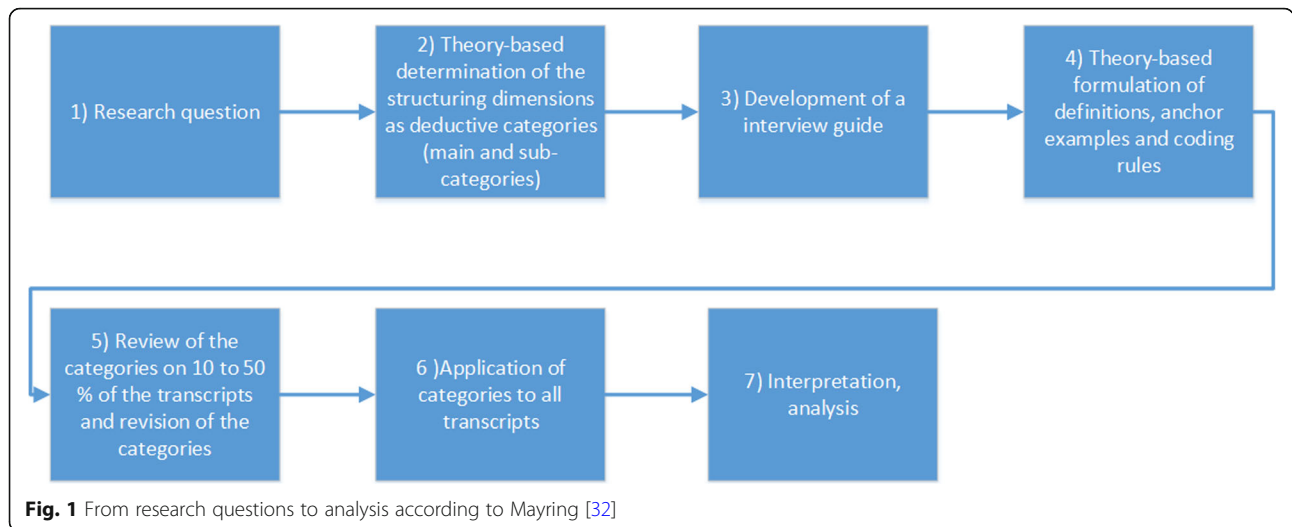 1) Research question
2) Theory-based
determination of the
structuring dimensions
as deductive categories
(main and sub-
categories)
3) Development of a
interview guide
4) Theory-based
formulation of
definitions, anchor
examples and coding
rules
5) Review of the
categories on 10 to 50
% of the transcripts
and revision of the
categories
6 )Application of
categories to all
transcripts
7) Interpretation,
analysis
Fig. 1 From research questions to analysis according to Mayring [32]